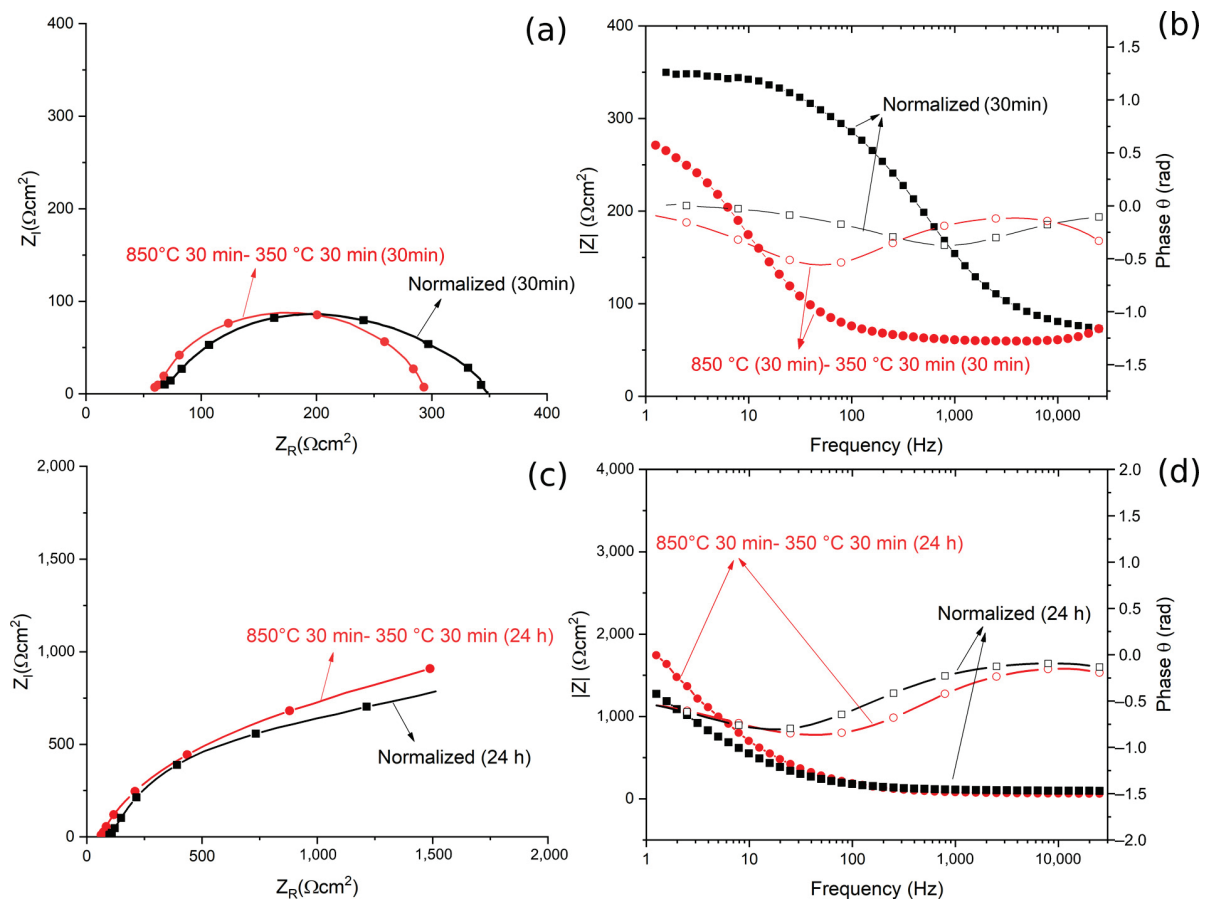 (a)
400
300
200
100
0
Z_I(Ωcm²)
850°C 30 min- 350 °C 30 min (30min)
Normalized (30min)
0 100 200 300 400
Z_R(Ωcm²)
(b)
400
350
300
250
200
150
100
50
0
|Z| (Ωcm²)
Normalized (30min)
850 °C (30 min)- 350 °C 30 min (30 min)
1.5
1.0
0.5
0.0
–0.5
–1.0
–1.5
Phase θ (rad)
1 10 100 1,000 10,000
Frequency (Hz)
(c)
2,000
1,500
1,000
500
0
Z_I(Ωcm²)
850°C 30 min- 350 °C 30 min (24 h)
Normalized (24 h)
0 500 1,000 1,500 2,000
Z_R(Ωcm²)
(d)
4,000
3,000
2,000
1,000
0
|Z| (Ωcm²)
850°C 30 min- 350 °C 30 min (24 h)
Normalized (24 h)
2.0
1.5
1.0
0.5
0.0
–0.5
–1.0
–1.5
–2.0
Phase θ (rad)
1 10 100 1,000 10,000
Frequency (Hz)